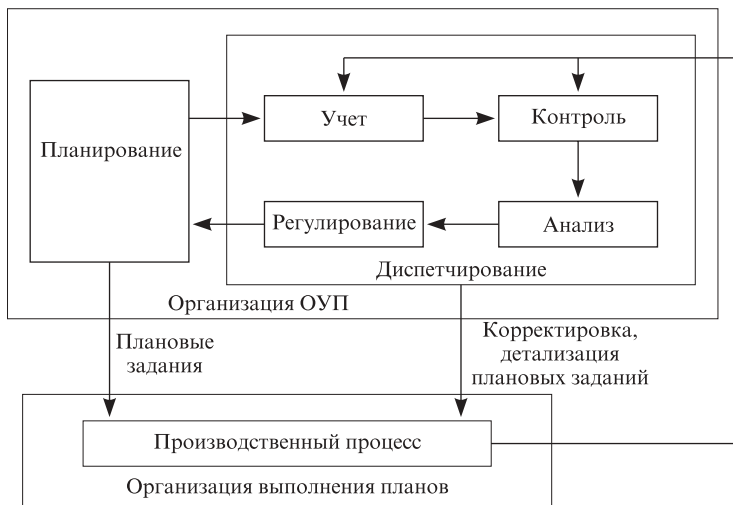 Планирование
Учет
Контроль
Регулирование
Анализ
Диспетчирование
Организация ОУП
Плановые
задания
Корректировка,
детализация
плановых заданий
Производственный процесс
Организация выполнения планов